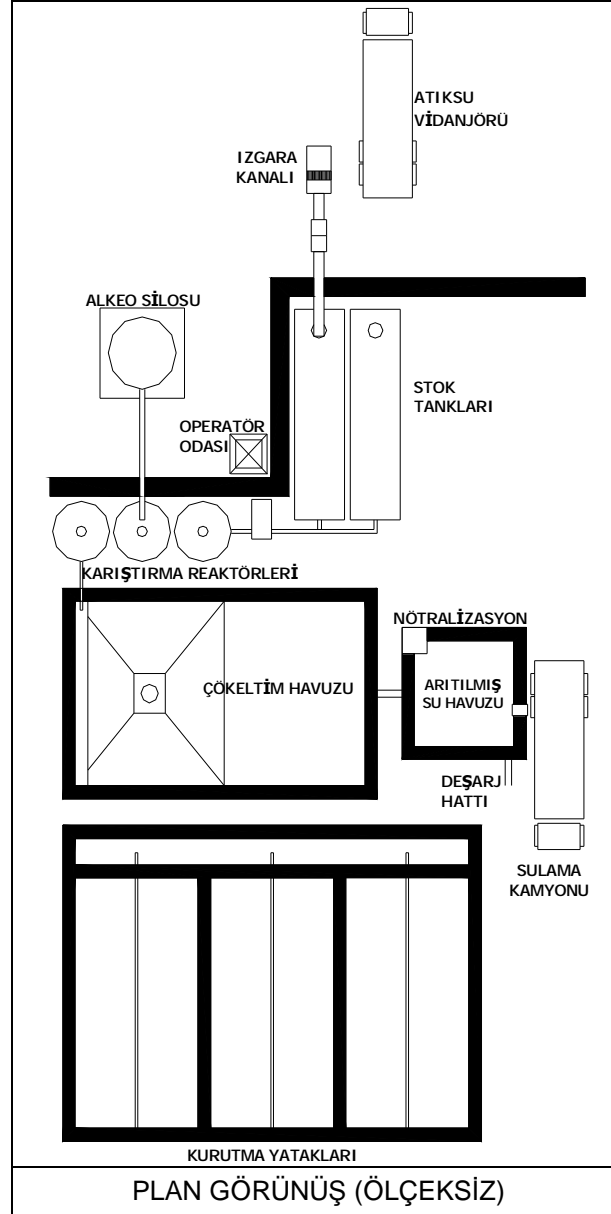 ATIKSU
VİDANJÖRÜ
IZGARA
KANALI
ALKEO SİLOSU
STOK
TANKLARI
OPERATÖR
ODASI
KARIŞTIRMA REAKTÖRLERİ
NÖTRALİZASYON
ÇÖKELTİM HAVUZU
ARITILMIŞ
SU HAVUZU
DEŞARJ
HATTI
SULAMA
KAMYONU
KURUTMA YATAKLARI
PLAN GÖRÜNÜŞ (ÖLÇEKSİZ)